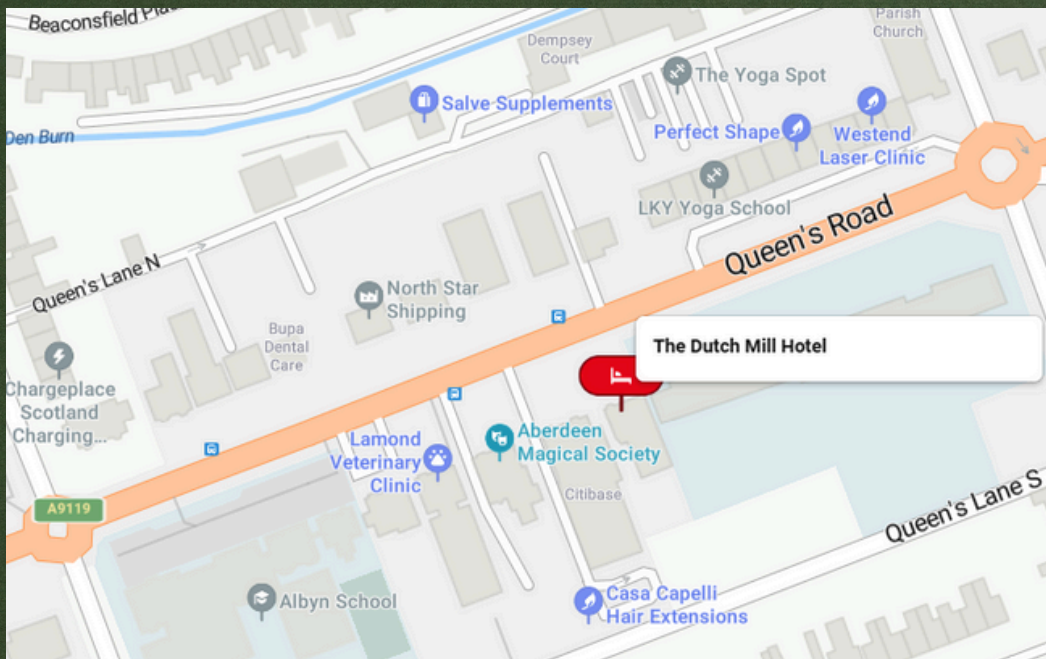 Beaconsfield Plac
Parish
Church
Dempsey
Court
The Yoga Spot
Salve Supplements
Den Burn
Perfect Shape
Westend
Laser Clinic
LKY Yoga School
Queen's Road
Queen's Lane N
North Star
Shipping
Bupa
Dental
Care
The Dutch Mill Hotel
Chargeplace
Scotland
Charging...
Aberdeen
Magical Society
Lamond
Veterinary
Clinic
Citibase
A9119
Queen's Lane S
Albyn School
Casa Capelli
Hair Extensions